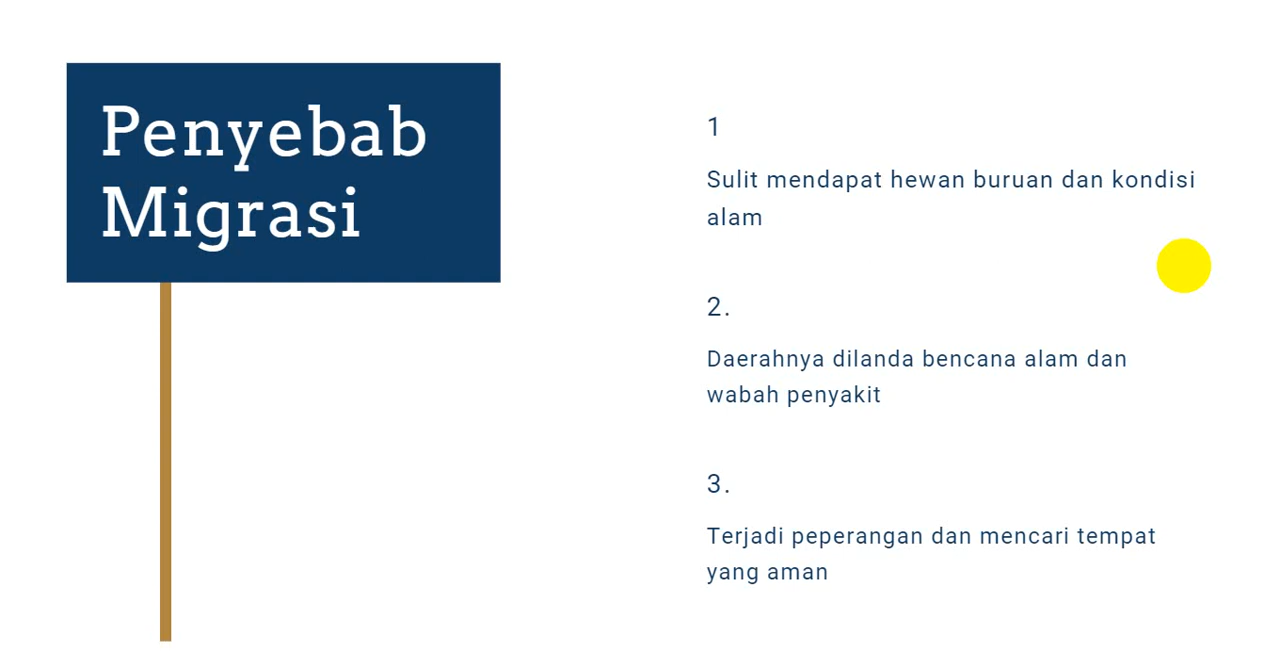 Penyebab
Migrasi
1
Sulit mendapat hewan buruan dan kondisi
alam
2.
Daerahnya dilanda bencana alam dan
wabah penyakit
3.
Terjadi peperangan dan mencari tempat
yang aman